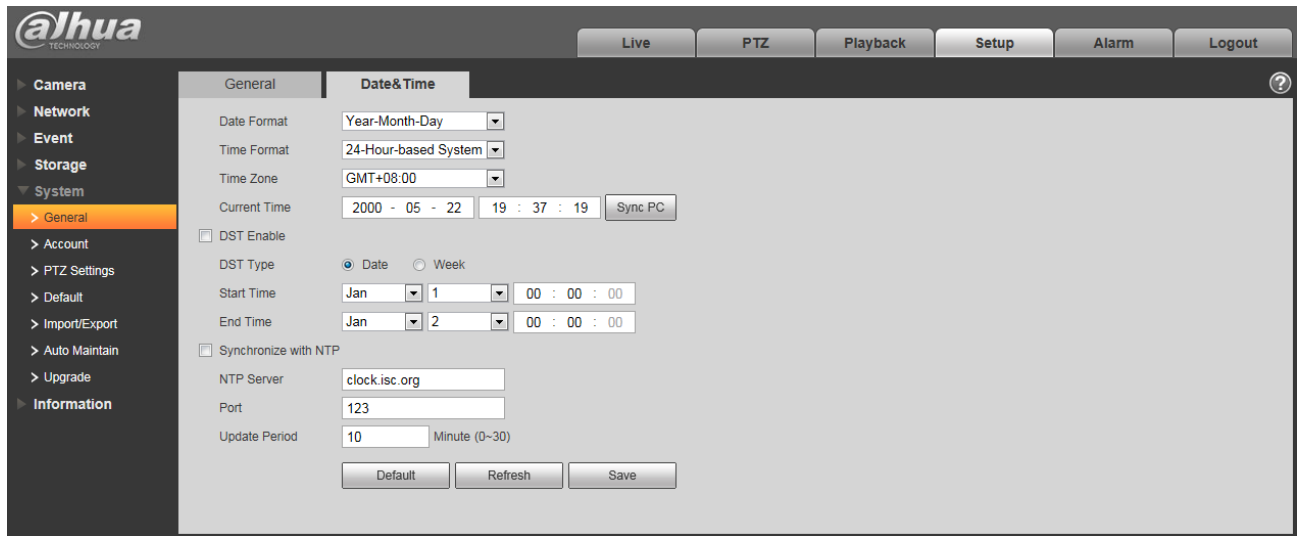 alhua
TECHNOLOGY
Live PTZ Playback Setup Alarm Logout
Camera
Network
Event
Storage
System
General
Account
PTZ Settings
Default
Import/Export
Auto Maintain
Upgrade
Information
General Date&Time ?
Date Format Year-Month-Day
Time Format 24-Hour-based System
Time Zone GMT+08:00
Current Time 2000 - 05 - 22 19 : 37 : 19 Sync PC
DST Enable
DST Type Date Week
Start Time Jan 1 00 : 00 : 00
End Time Jan 2 00 : 00 : 00
Synchronize with NTP
NTP Server clock.isc.org
Port 123
Update Period 10 Minute (0~30)
Default Refresh Save